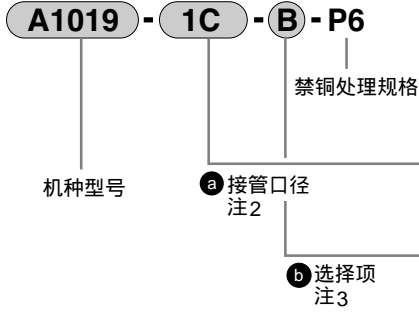 A1019 - 1C - B - P6
禁铜处理规格
机种型号
a 接管口径
注2
b 选择项
注3